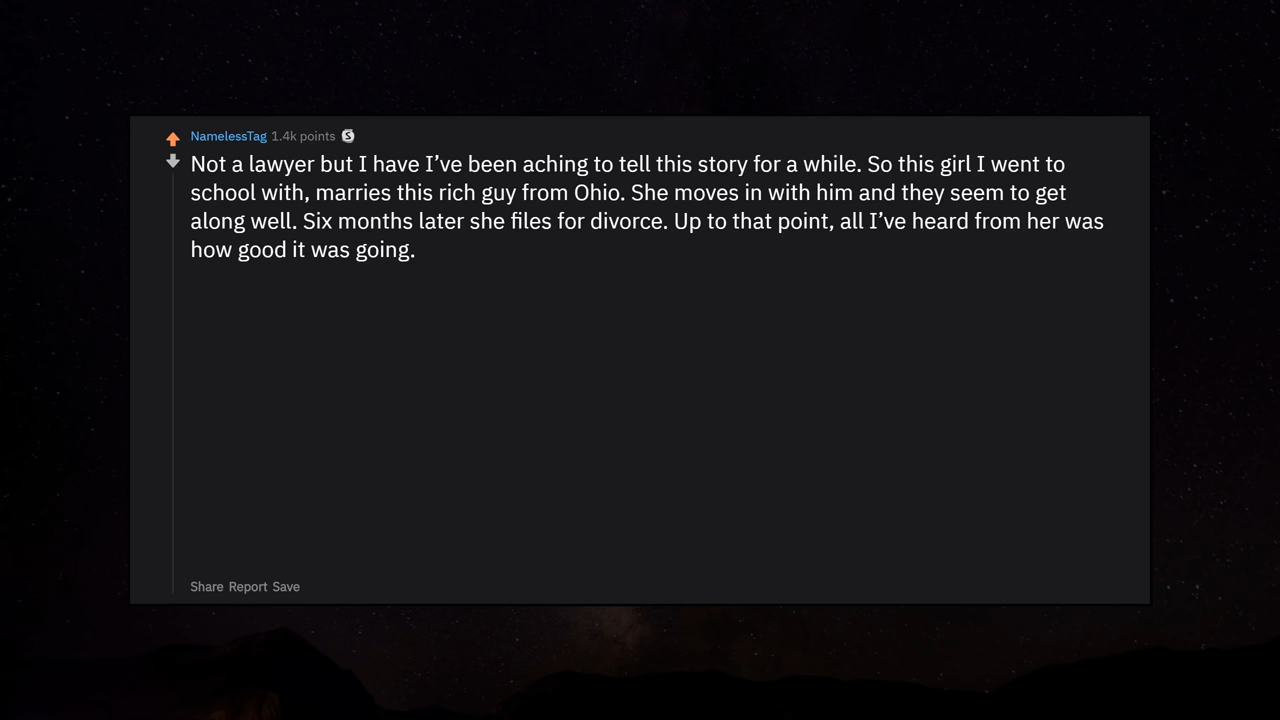 NamelessTag 1.4k points S
Not a lawyer but I have I’ve been aching to tell this story for a while. So this girl I went to
school with, marries this rich guy from Ohio. She moves in with him and they seem to get
along well. Six months later she files for divorce. Up to that point, all I’ve heard from her was
how good it was going.
Share Report Save